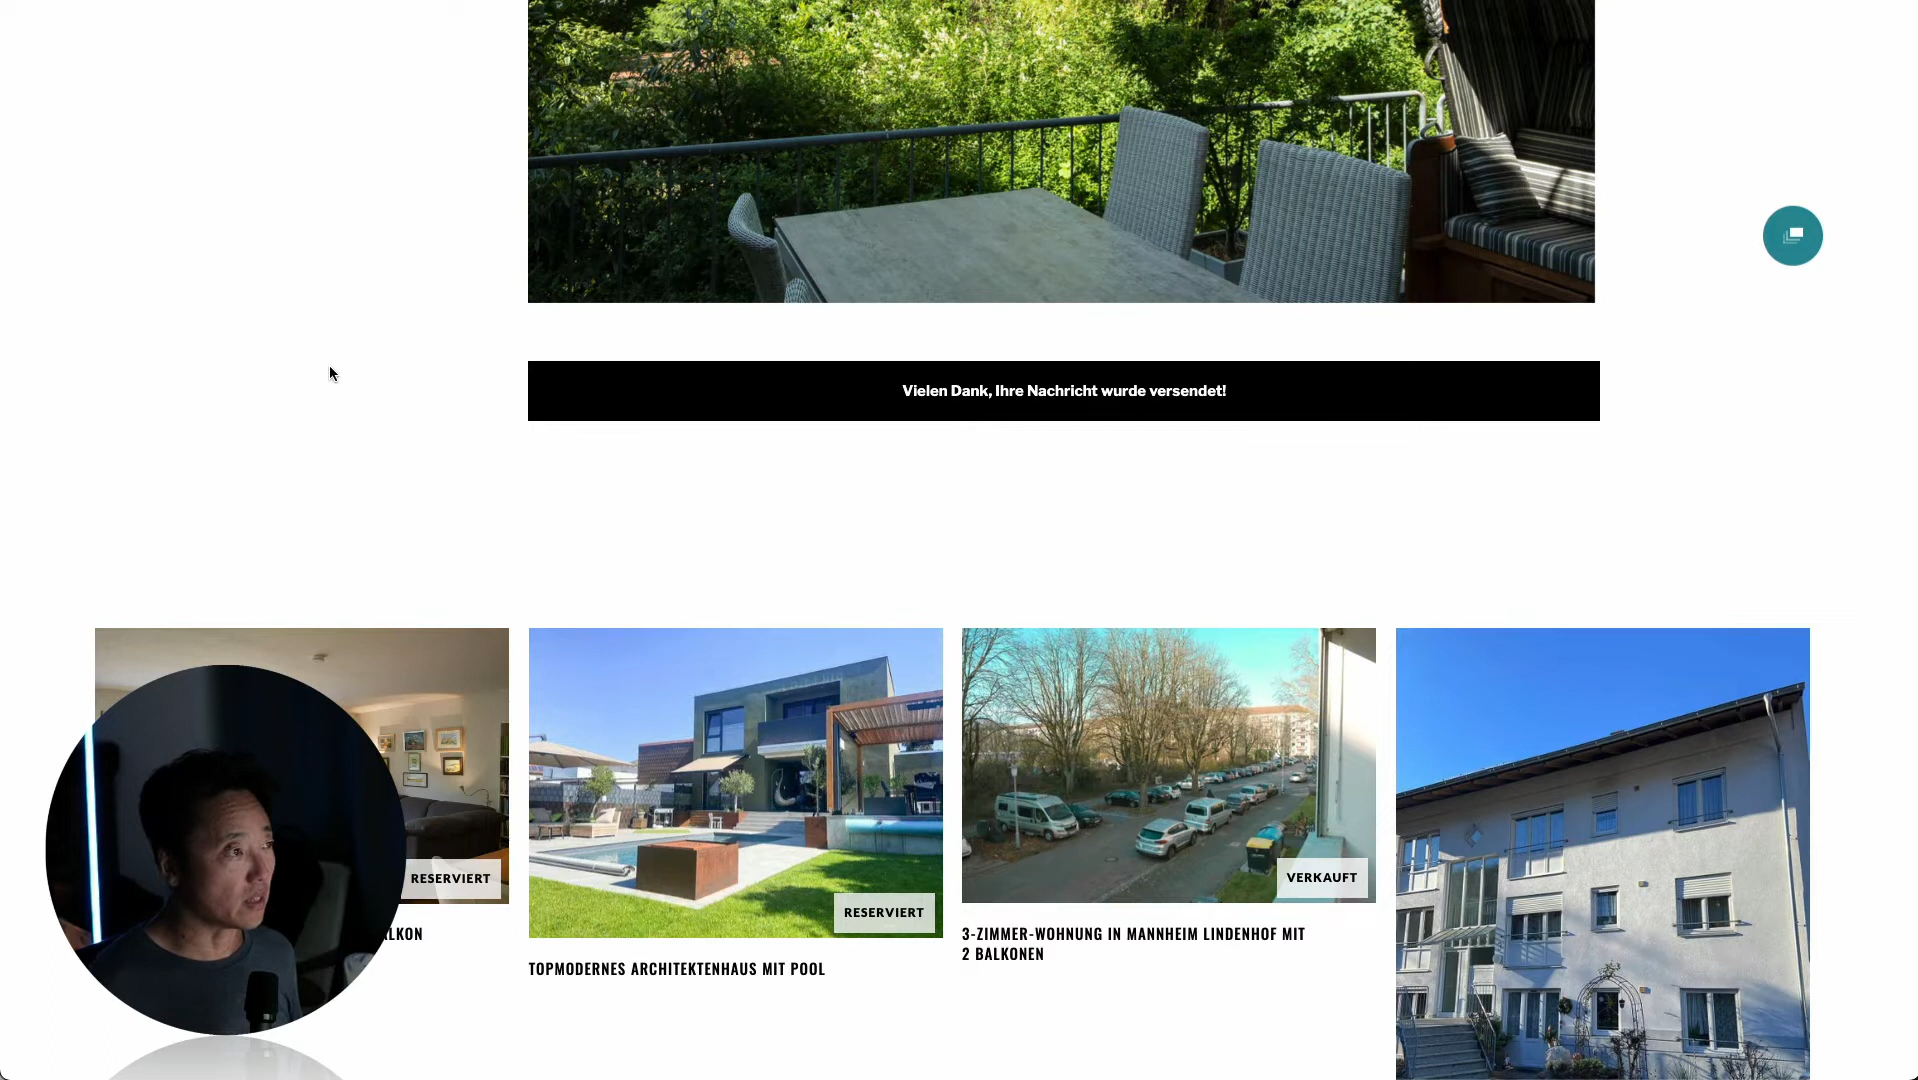 Vielen Dank, Ihre Nachricht wurde versendet!
RESERVIERT
RESERVIERT
VERKAUFT
TOPMODERNES ARCHITEKTENHAUS MIT POOL
3-ZIMMER-WOHNUNG IN MANNHEIM LINDENHOF MIT
2 BALKONEN